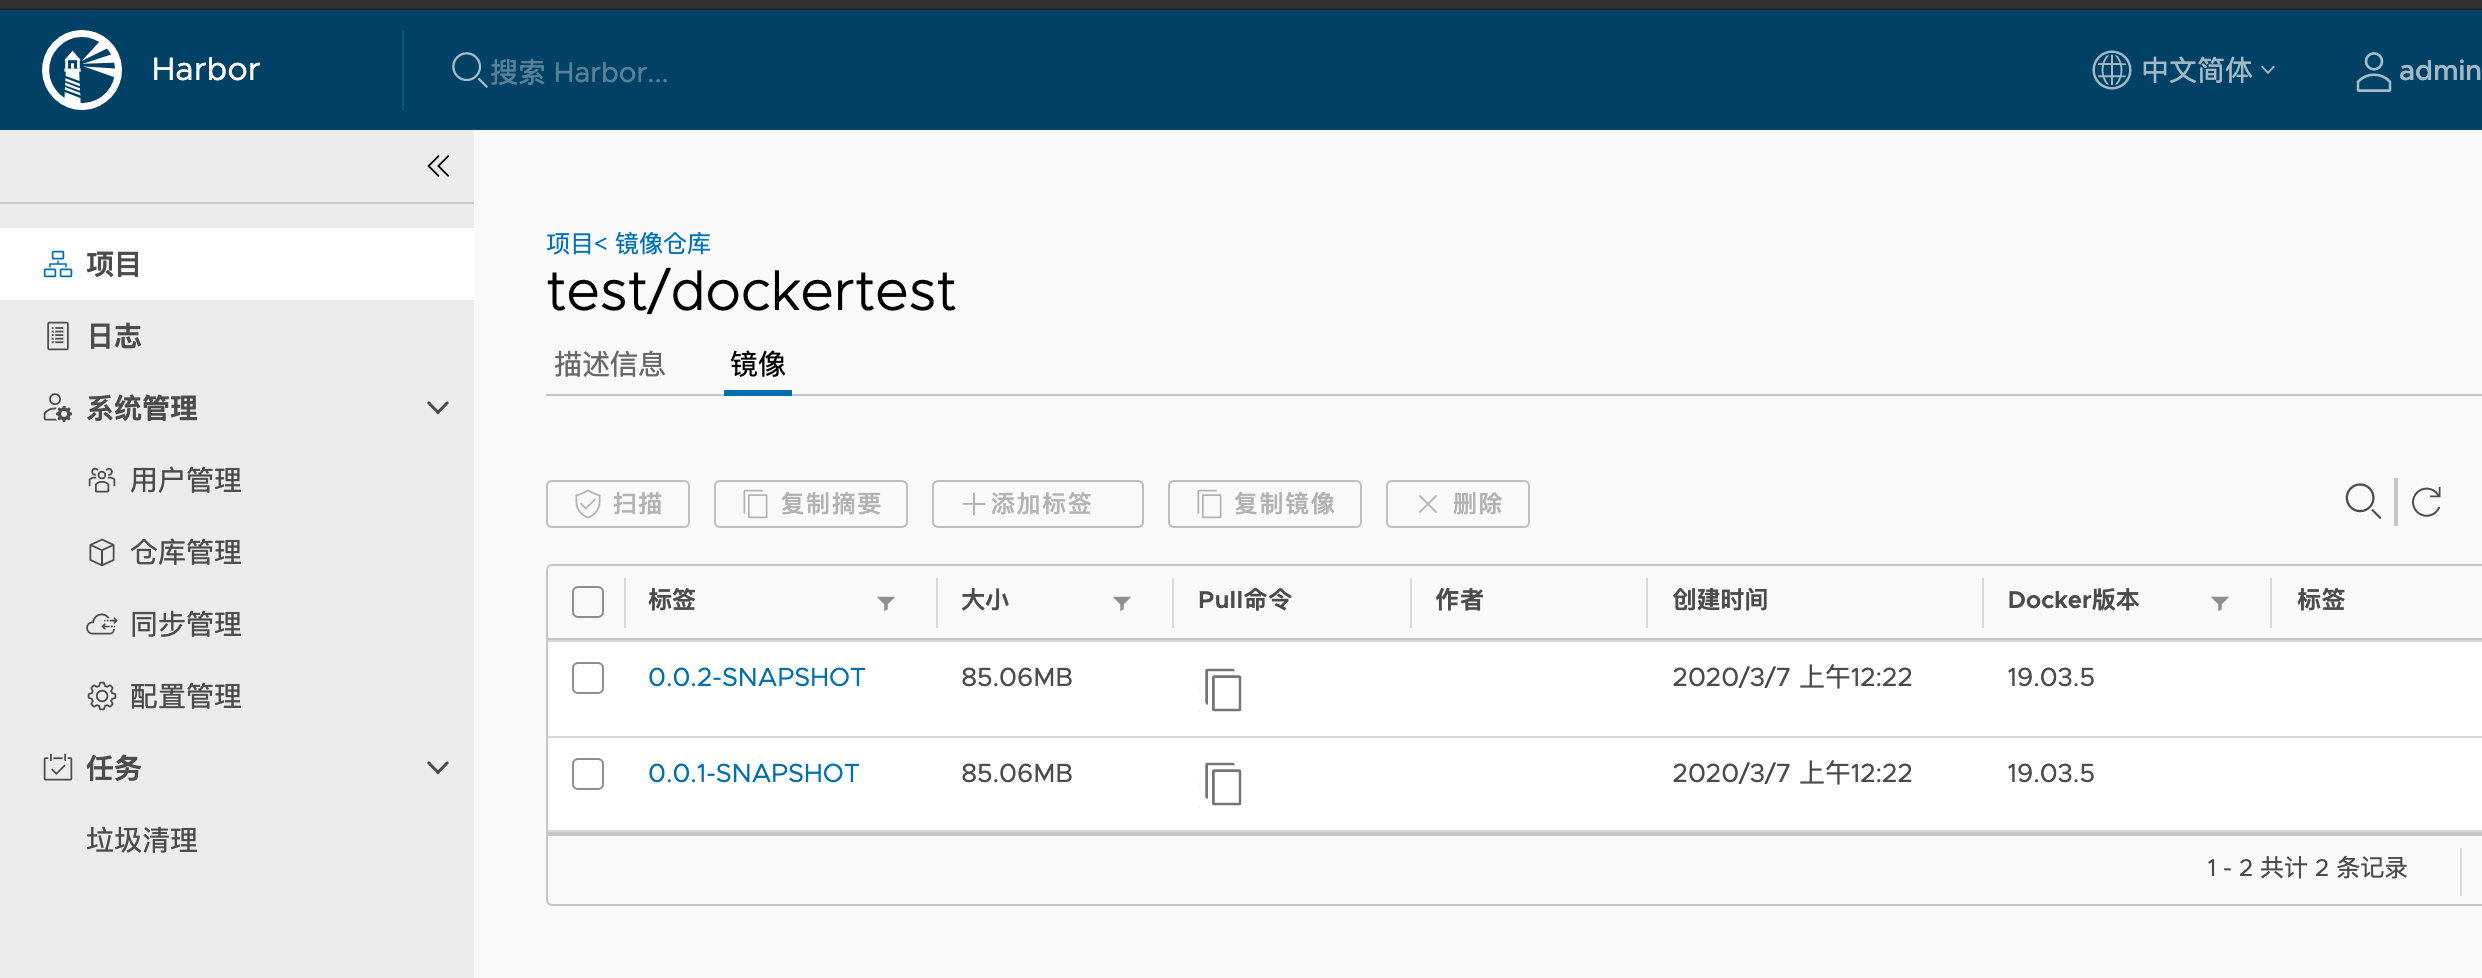 Harbor
搜索 Harbor...
中文简体
admin
项目
日志
系统管理
用户管理
仓库管理
同步管理
配置管理
任务
垃圾清理
项目< 镜像仓库
test/dockertest
描述信息 镜像
扫描 复制摘要 添加标签 复制镜像 删除
标签 大小 Pull命令 作者 创建时间 Docker版本 标签
0.0.2-SNAPSHOT 85.06MB 2020/3/7 上午12:22 19.03.5
0.0.1-SNAPSHOT 85.06MB 2020/3/7 上午12:22 19.03.5
1 - 2 共计 2 条记录